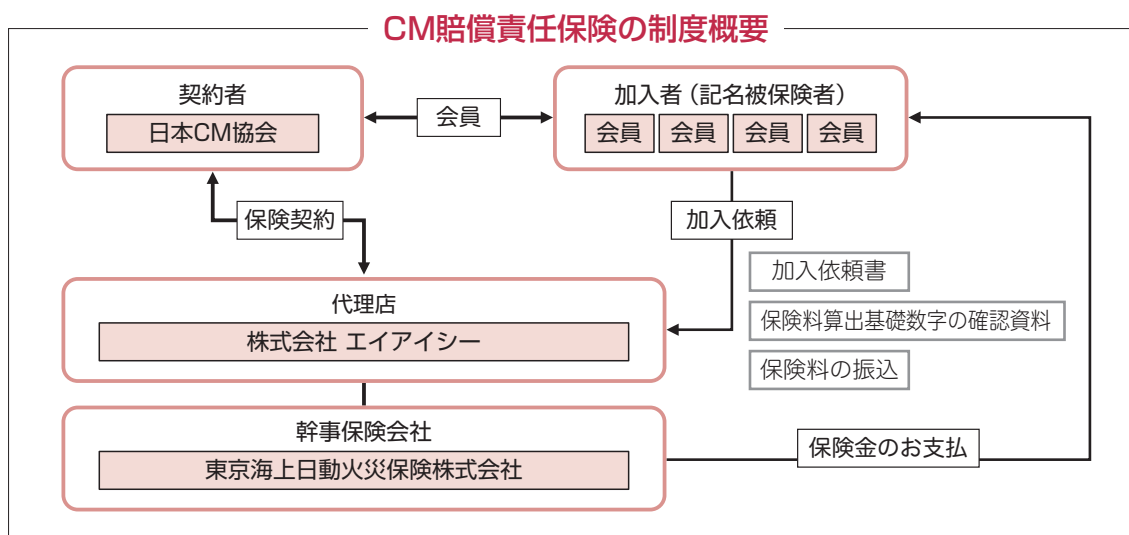 CM賠償責任保険の制度概要
契約者
日本CM協会
会員
加入者（記名被保険者）
会員 会員 会員 会員
保険契約
加入依頼
加入依頼書
保険料算出基礎数字の確認資料
保険料の振込
代理店
株式会社 エイアイシー
幹事保険会社
東京海上日動火災保険株式会社
保険金のお支払